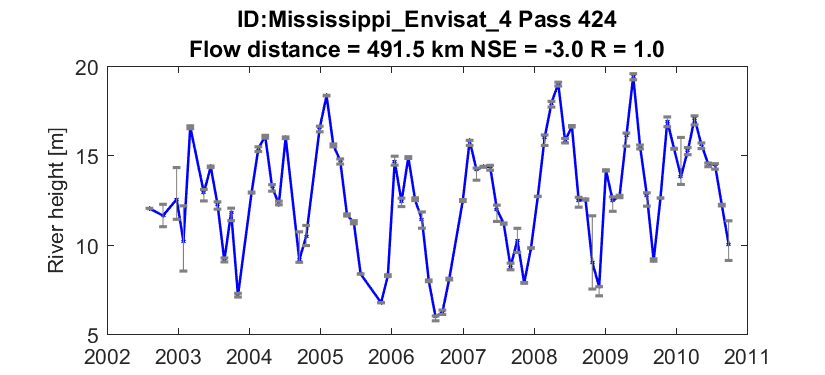 ID:Mississippi_Envisat_4 Pass 424
Flow distance = 491.5 km NSE = -3.0 R = 1.0
River height [m]
20
15
10
5
2002 2003 2004 2005 2006 2007 2008 2009 2010 2011